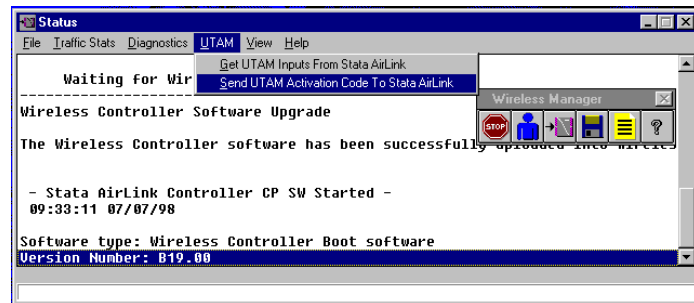 Status
File Traffic Stats Diagnostics UTAM View Help
Get UTAM Inputs From Stata AirLink
Send UTAM Activation Code To Stata AirLink
Waiting for Wir
Wireless Manager
STOP
?
Wireless Controller Software Upgrade
The Wireless Controller software has been successfully uploaded into
- Stata AirLink Controller CP SW Started -
09:33:11 07/07/98
Software type: Wireless Controller Boot software
Version Number: B19.00